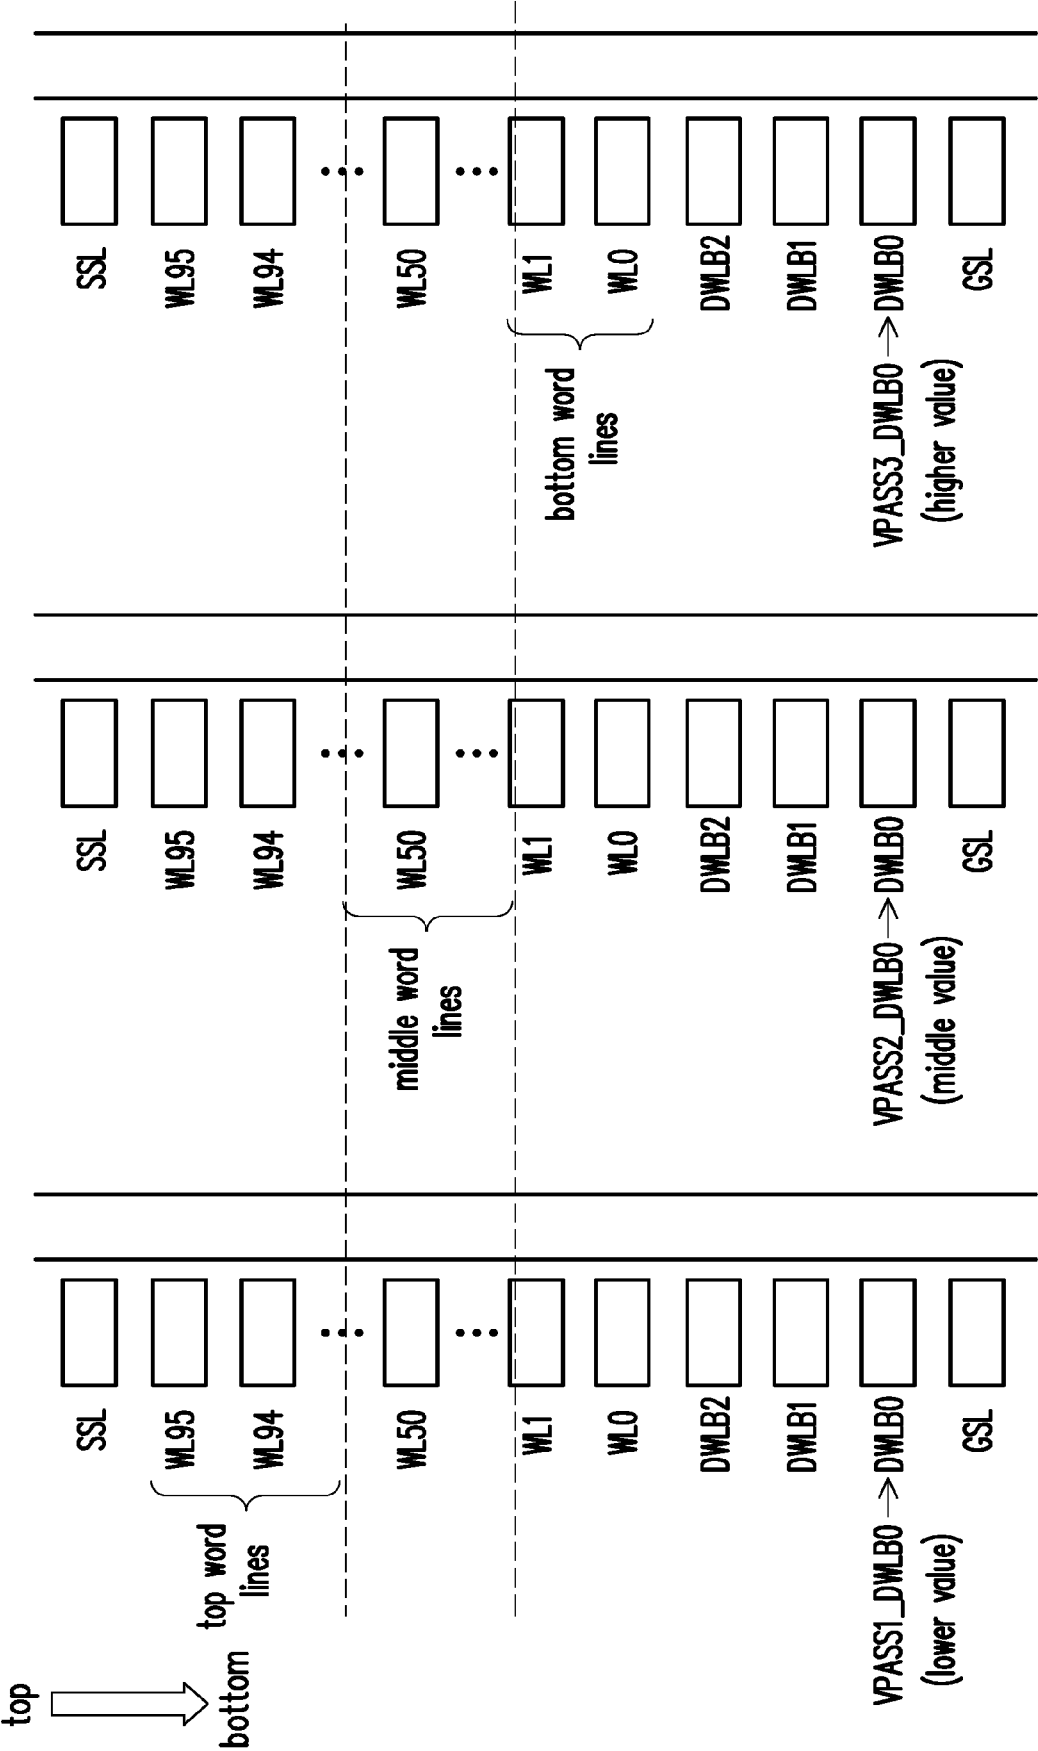 top
bottom
SSL
WL95
WL94
top word
lines
WL50
WL1
WL0
DWLB2
DWLB1
VPASS1_DWLB0 → DWLB0
(lower value)
GSL
SSL
WL95
WL94
WL50
middle word
lines
WL1
WL0
DWLB2
DWLB1
VPASS2_DWLB0 → DWLB0
(middle value)
GSL
SSL
WL95
WL94
WL50
WL1
WL0
bottom word
lines
DWLB2
DWLB1
VPASS3_DWLB0 → DWLB0
(higher value)
GSL